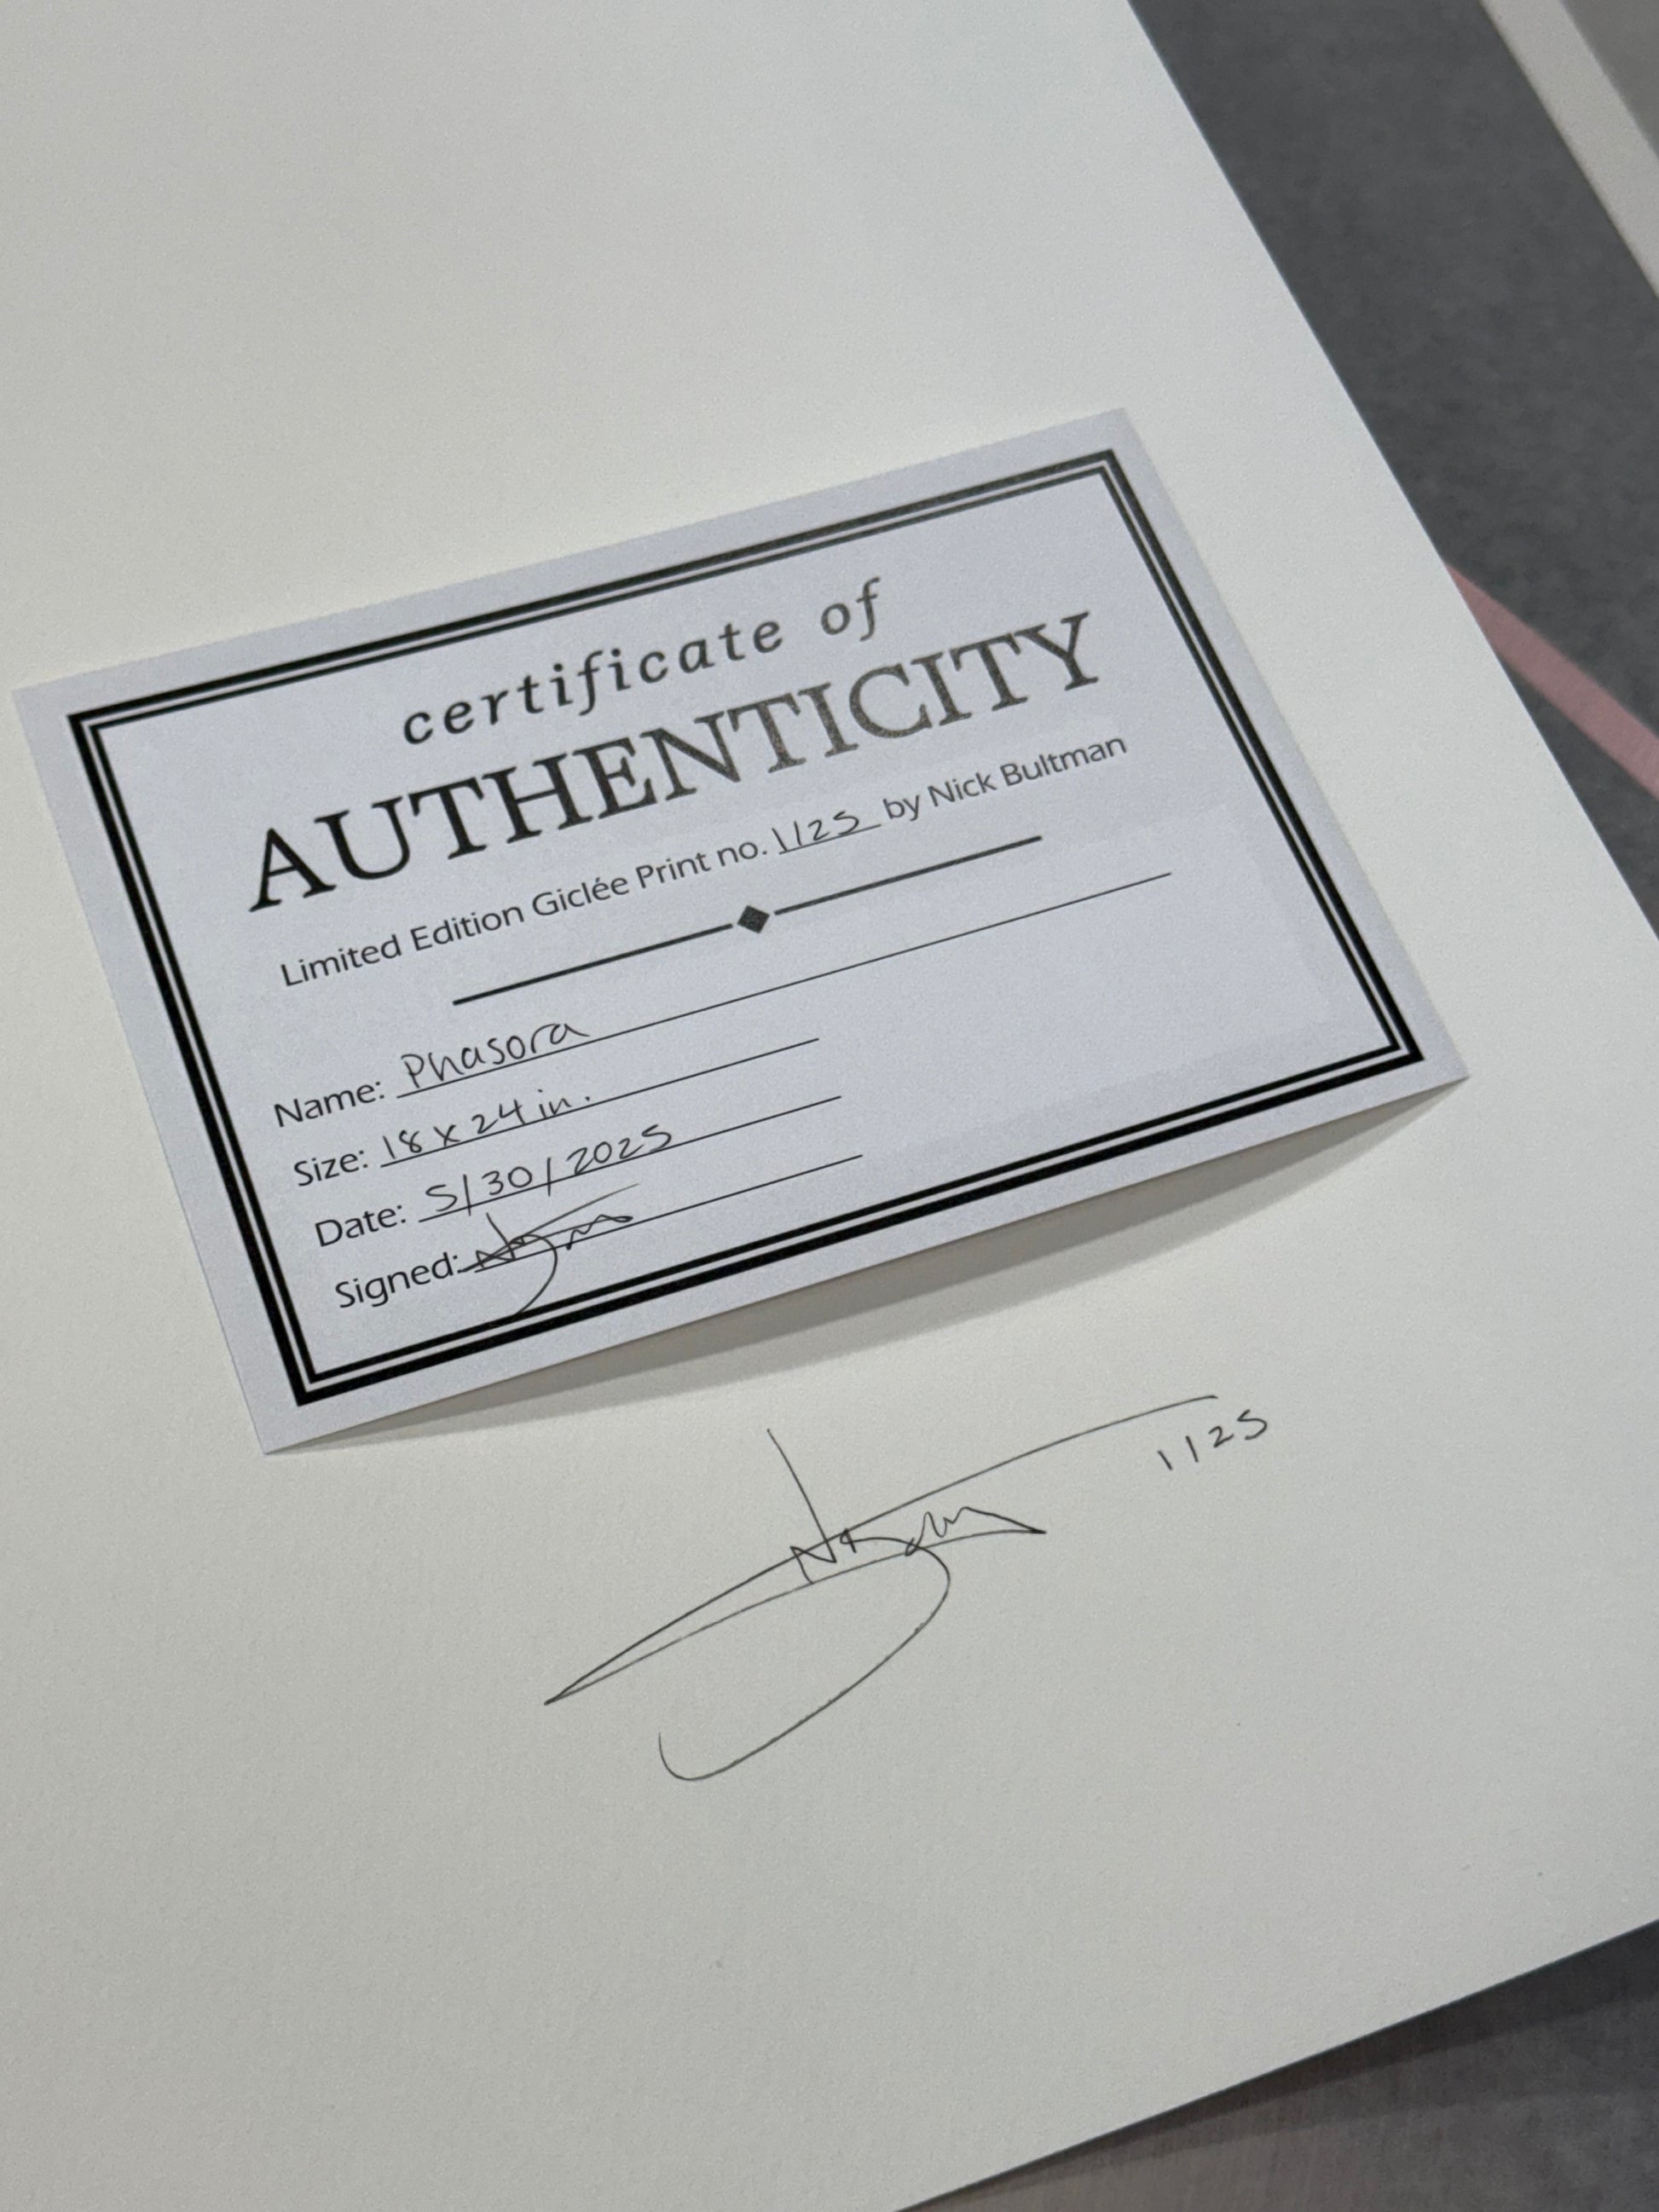 certificate of
AUTHENTICITY
Limited Edition Giclée Print no. 1/25 by Nick Bultman
Name: Phasora
Size: 18 x 24 in.
Date: 5/30/2025
Signed:
1/25